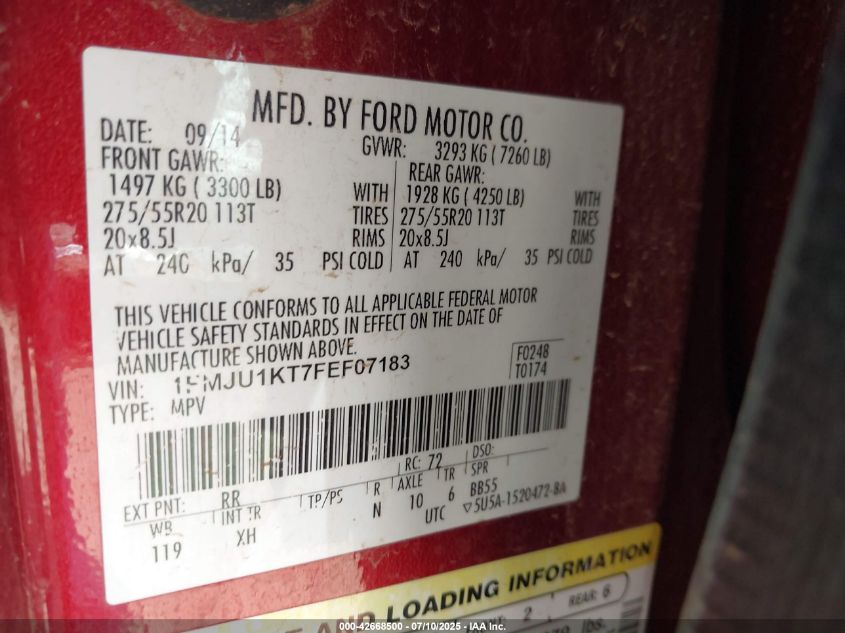 MFD. BY FORD MOTOR CO.
DATE: 09/14 GVWR: 3293 KG ( 7260 LB)
FRONT GAWR: REAR GAWR:
1497 KG ( 3300 LB) WITH 1928 KG ( 4250 LB) WITH
275/55R20 113T TIRES 275/55R20 113T TIRES
20x8.5J RIMS 20x8.5J RIMS
AT 240 kPa/ 35 PSI COLD AT 240 kPa/ 35 PSI COLD
THIS VEHICLE CONFORMS TO ALL APPLICABLE FEDERAL MOTOR
VEHICLE SAFETY STANDARDS IN EFFECT ON THE DATE OF
MANUFACTURE SHOWN ABOVE.
F0248
T0174
VIN: 1FMJU1KT7FEF07183
TYPE: MPV
EXT PNT: RR RC: 72 DSO:
WB INT TR TP/PS R AXLE TR SPR
119 XH N 10 6 BB55
UTC ▽5U5A-1520472-BA
AND LOADING INFORMATION
2 REAR: 6
LBS.
000-42668500 - 07/10/2025 - IAA Inc.